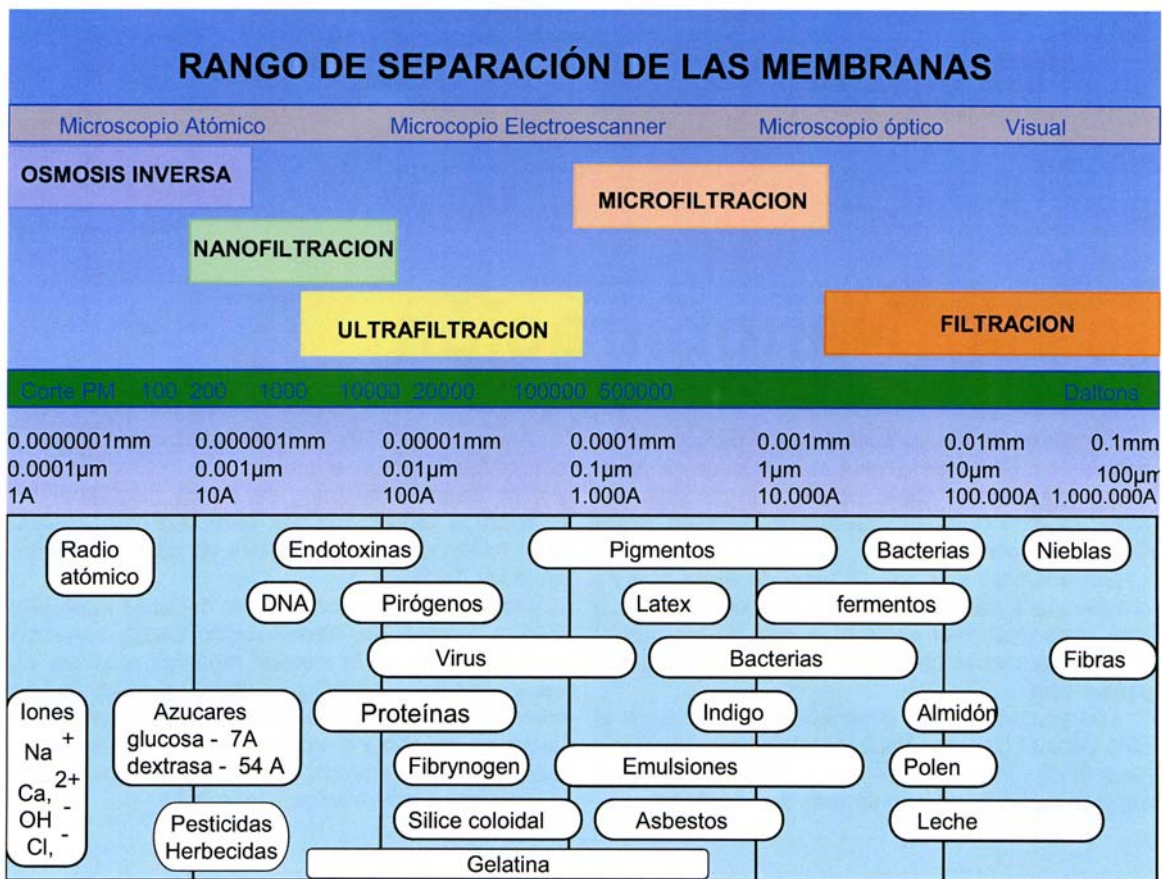 RANGO DE SEPARACIÓN DE LAS MEMBRANAS
Microscopio Atómico Microcopio Electroescanner Microscopio óptico Visual
OSMOSIS INVERSA
MICROFILTRACION
NANOFILTRACION
ULTRAFILTRACION FILTRACION
Corte PM 100 200 1000 10000 20000 100000 500000 Daltons
0.0000001mm 0.000001mm 0.00001mm 0.0001mm 0.001mm 0.01mm 0.1mm
0.0001µm 0.001µm 0.01µm 0.1µm 1µm 10µm 100µm
1A 10A 100A 1.000A 10.000A 100.000A 1.000.000A
Radio
atómico
Endotoxinas Pigmentos Bacterias Nieblas
DNA Pirógenos Latex fermentos
Virus Bacterias Fibras
Iones
Na +
Ca, 2+
OH -
Cl, -
Azucares
glucosa - 7A
dextrasa - 54 A
Proteínas Indigo Almidón
Fibrynogen Emulsiones Polen
Pesticidas
Herbecidas
Silice coloidal Asbestos Leche
Gelatina